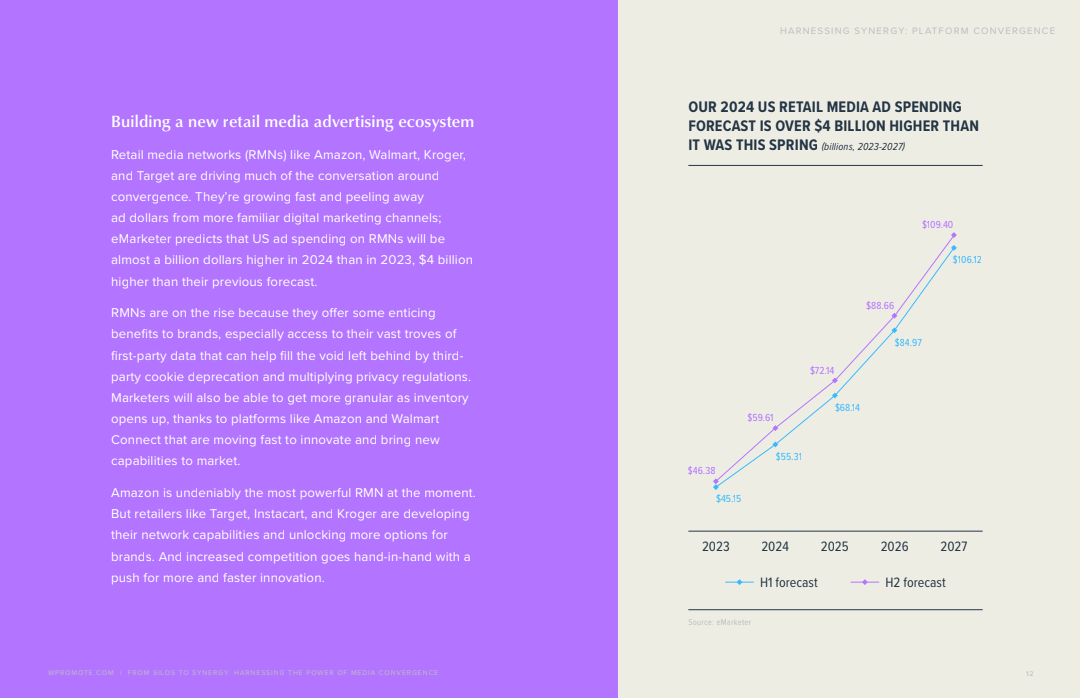 Building a new retail media advertising ecosystem
Retail media networks (RMNs) like Amazon, Walmart, Kroger,
and Target are driving much of the conversation around
convergence. They're growing fast and peeling away
ad dollars from more familiar digital marketing channels;
eMarketer predicts that US ad spending on RMNs will be
almost a billion dollars higher in 2024 than in 2023, $4 billion
higher than their previous forecast.
RMNs are on the rise because they offer some enticing
benefits to brands, especially access to their vast troves of
first-party data that can help fill the void left behind by third-
party cookie deprecation and multiplying privacy regulations.
Marketers will also be able to get more granular as inventory
opens up, thanks to platforms like Amazon and Walmart
Connect that are moving fast to innovate and bring new
capabilities to market.
Amazon is undeniably the most powerful RMN at the moment.
But retailers like Target, Instacart, and Kroger are developing
their network capabilities and unlocking more options for
brands. And increased competition goes hand-in-hand with a
push for more and faster innovation.
WPROMOTE.COM | FROM SILOS TO SYNERGY: HARNESSING THE POWER OF MEDIA CONVERGENCE
HARNESSING SYNERGY: PLATFORM CONVERGENCE
OUR 2024 US RETAIL MEDIA AD SPENDING
FORECAST IS OVER $4 BILLION HIGHER THAN
IT WAS THIS SPRING (billions, 2023-2027)
$109.40
$106.12
$88.66
$84.97
$72.14
$68.14
$59.61
$55.31
$46.38
$45.15
2023 2024 2025 2026 2027
H1 forecast H2 forecast
Source: eMarketer
12